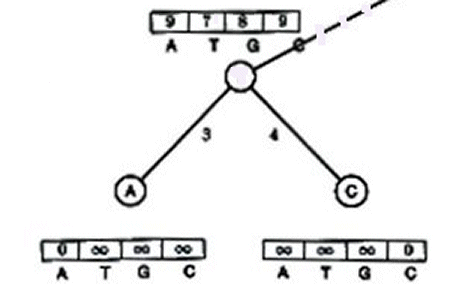 9 7 8 9
A T G C
3 4
A C
0 ∞ ∞ ∞ ∞ ∞ ∞ 0
A T G C A T G C